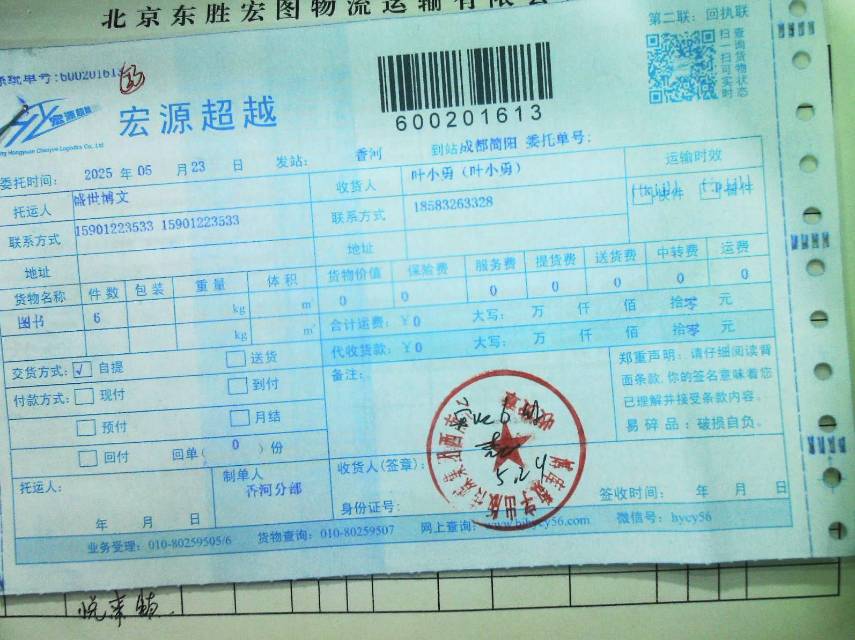 北京东胜宏图物流运输有限公
第二联：回执联
系统单号:60020161
宏源超越
宏源超越
600201613
扫一扫可实时
查询货物状态
委托时间： 2025 年 05 月 23 日 发站： 香河 到站成都简阳 委托单号：
托运人 盛世博文 收货人 叶小勇（叶小勇） 运输时效
联系方式 15901223533 15901223533 联系方式 18583263328
地址 地址
货物名称 件数 包装 重量 体积 货物价值 保险费 服务费 提货费 送货费 中转费 运费
图书 6 kg m³ 0 0 0 0 0 0 0
kg m³ 合计运费：￥0 大写： 万 仟 佰 拾零 元
代收货款：￥0 大写： 万 仟 佰 拾零 元
交货方式：√ 自提 送货 备注：
付款方式： 现付 到付
预付 月结
回付 回单（ 0 ）份
郑重声明：请仔细阅读背
面条款，你的签名意味着您
已理解并接受条款内容。
易碎品：破损自负。
托运人： 制单人 香河分部 收货人（签章）：
5.24
年 月 日 身份证号： 签收时间： 年 月 日
业务受理：010-80259505/6 货物查询：010-80259507 网上查询：www.bjhycy56.com 微信号：hycy56